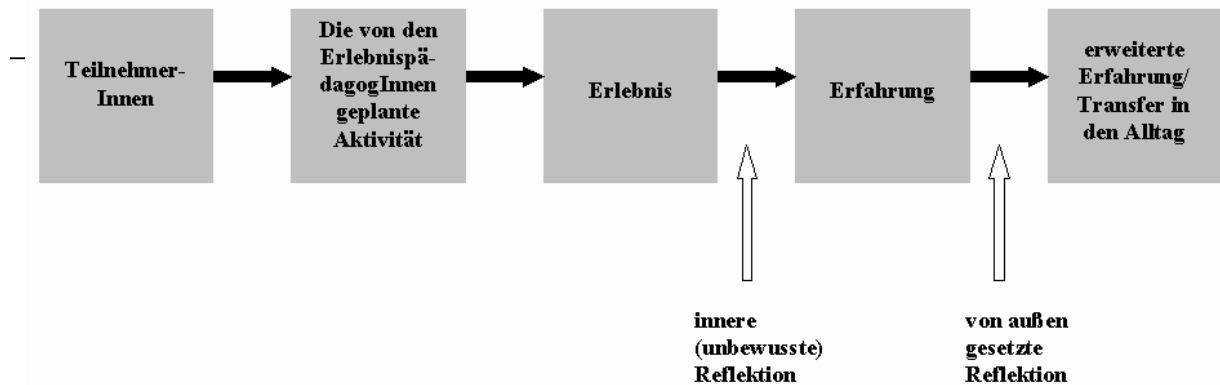 Teilnehmer-
Innen
Die von den
Erlebnispä-
dagogInnen
geplante
Aktivität
Erlebnis
Erfahrung
erweiterte
Erfahrung/
Transfer in
den Alltag
innere
(unbewusste)
Reflektion
von außen
gesetzte
Reflektion